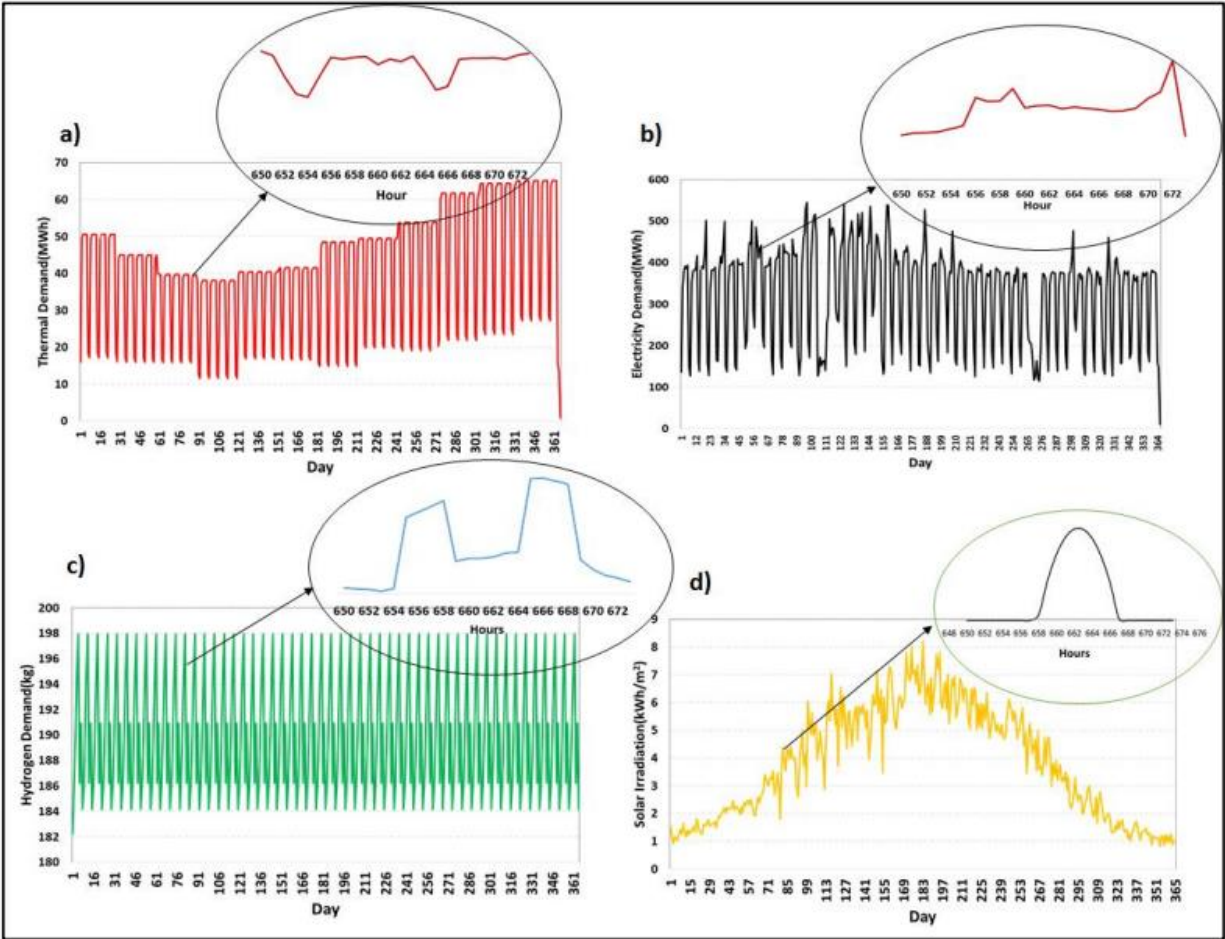 a)
650 652 654 656 658 660 662 664 666 668 670 672
Hour
Thermal Demand(MWh)
70
60
50
40
30
20
10
0
1 16 31 46 61 76 91 106 121 136 151 166 181 196 211 226 241 256 271 286 301 316 331 346 361
Day
b)
650 652 654 656 658 660 662 664 666 668 670 672
Hour
Electricity Demand(MWh)
600
500
400
300
200
100
0
1 12 23 34 45 56 67 78 89 100 111 122 133 144 155 166 177 188 199 210 221 232 243 254 265 276 287 298 309 320 331 342 353 364
Day
c)
650 652 654 656 658 660 662 664 666 668 670 672
Hours
Hydrogen Demand(kg)
200
198
196
194
192
190
188
186
184
182
180
1 16 31 46 61 76 91 106 121 136 151 166 181 196 211 226 241 256 271 286 301 316 331 346 361
Day
d)
648 650 652 654 656 658 660 662 664 666 668 670 672 674 676
Hours
Solar Irradiation(kWh/m²)
9
8
7
6
5
4
3
2
1
0
1 15 29 43 57 71 85 99 113 127 141 155 169 183 197 211 225 239 253 267 281 295 309 323 337 351 365
Day